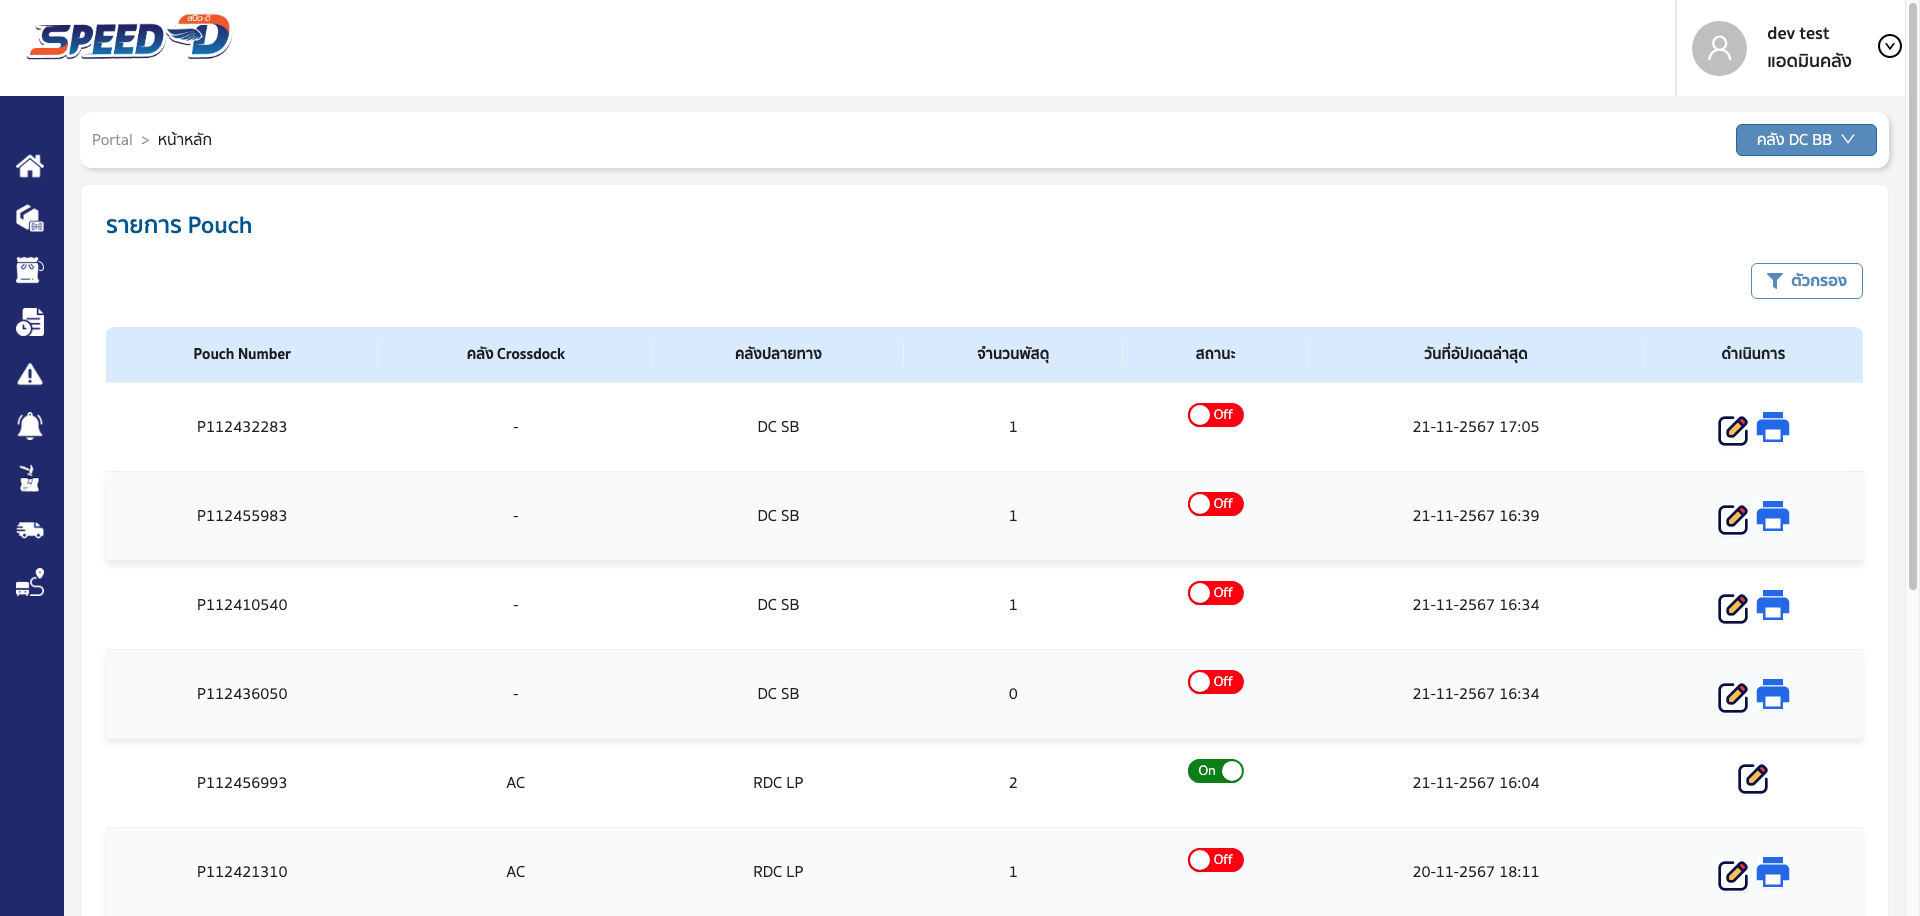 สปีด-ดี
SPEED-D
dev test
แอดมินคลัง
Portal > หน้าหลัก
คลัง DC BB
รายการ Pouch
ตัวกรอง
Pouch Number คลัง Crossdock คลังปลายทาง จำนวนพัสดุ สถานะ วันที่อัปเดตล่าสุด ดำเนินการ
P112432283 - DC SB 1 Off 21-11-2567 17:05
P112455983 - DC SB 1 Off 21-11-2567 16:39
P112410540 - DC SB 1 Off 21-11-2567 16:34
P112436050 - DC SB 0 Off 21-11-2567 16:34
P112456993 AC RDC LP 2 On 21-11-2567 16:04
P112421310 AC RDC LP 1 Off 20-11-2567 18:11